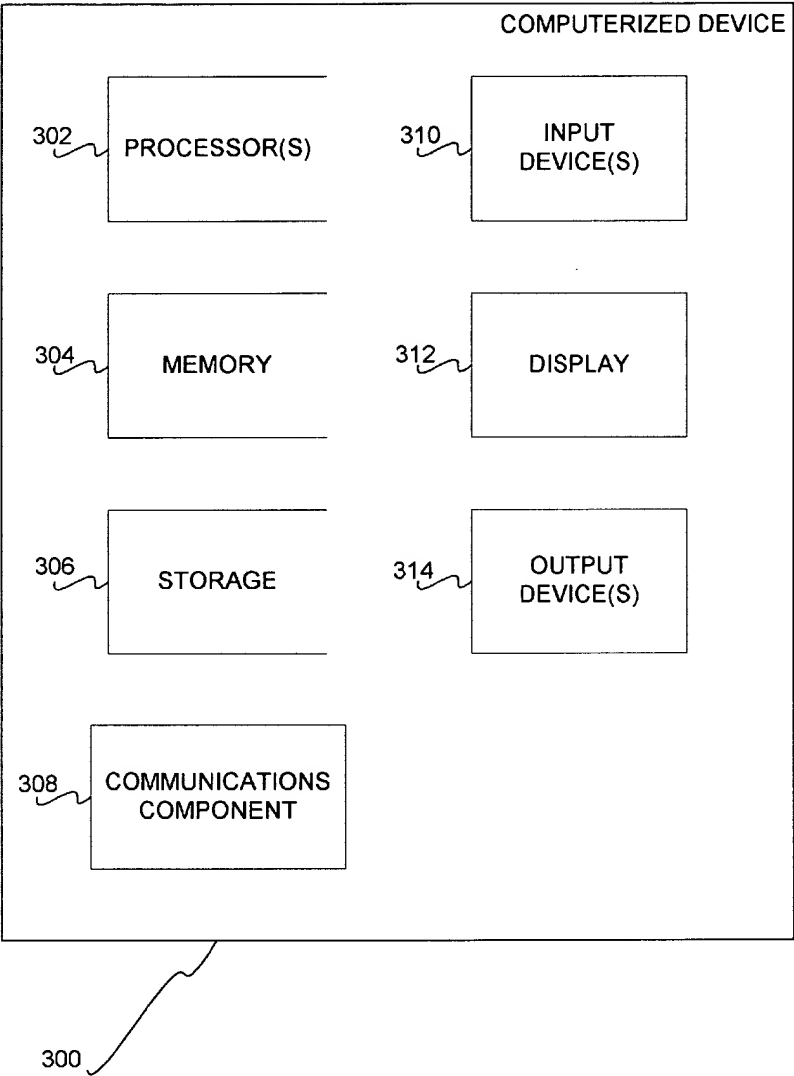 COMPUTERIZED DEVICE
302
PROCESSOR(S)
310
INPUT
DEVICE(S)
304
MEMORY
312
DISPLAY
306
STORAGE
314
OUTPUT
DEVICE(S)
308
COMMUNICATIONS
COMPONENT
300